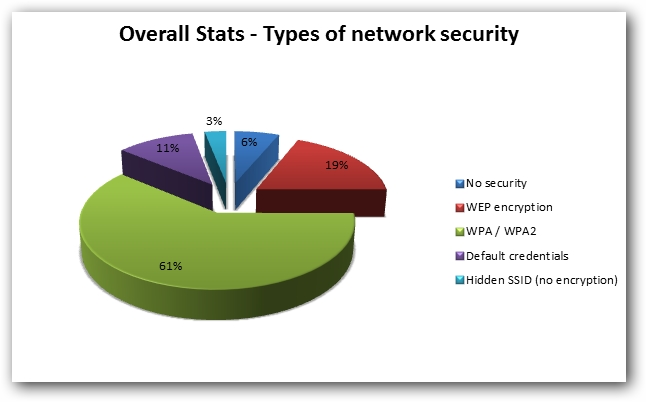 Overall Stats - Types of network security
3%
6%
11%
19%
61%
No security
WEP encryption
WPA / WPA2
Default credentials
Hidden SSID (no encryption)